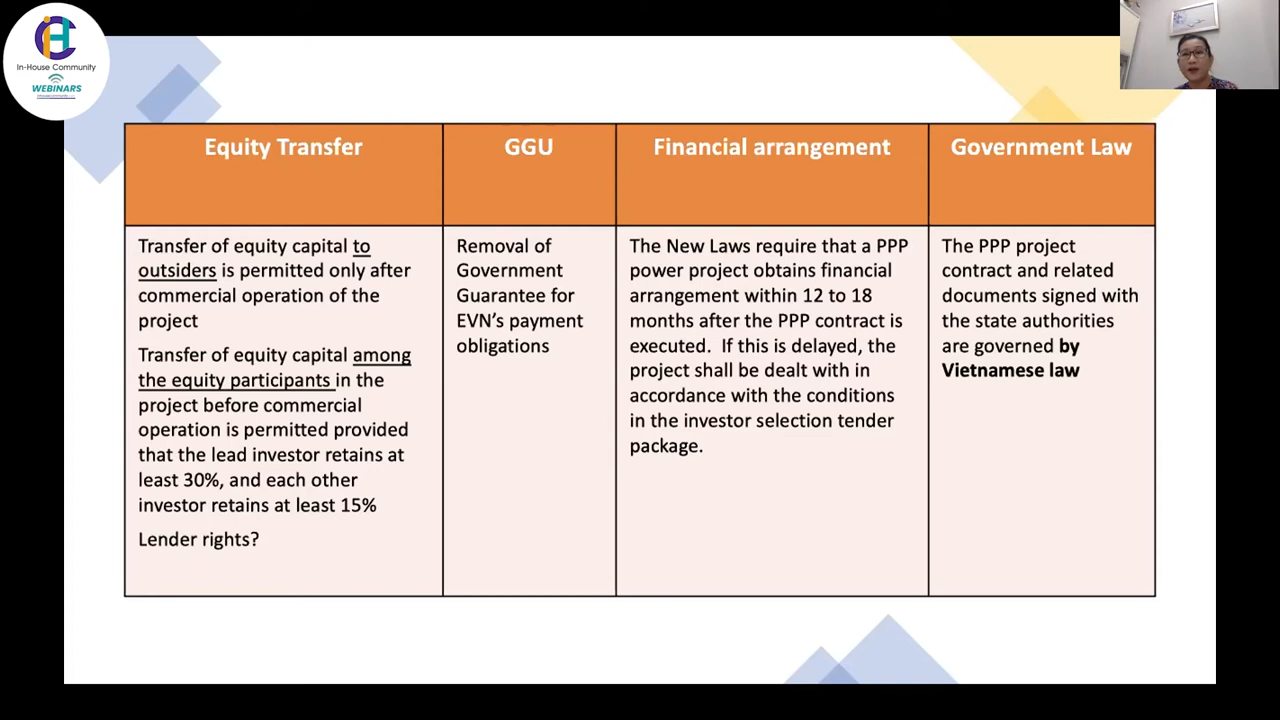 In-House Community
WEBINARS
Equity Transfer
GGU
Financial arrangement
Government Law
Transfer of equity capital to
outsiders is permitted only after
commercial operation of the
project
Transfer of equity capital among
the equity participants in the
project before commercial
operation is permitted provided
that the lead investor retains at
least 30%, and each other
investor retains at least 15%
Lender rights?
Removal of
Government
Guarantee for
EVN’s payment
obligations
The New Laws require that a PPP
power project obtains financial
arrangement within 12 to 18
months after the PPP contract is
executed.  If this is delayed, the
project shall be dealt with in
accordance with the conditions
in the investor selection tender
package.
The PPP project
contract and related
documents signed with
the state authorities
are governed by
Vietnamese law